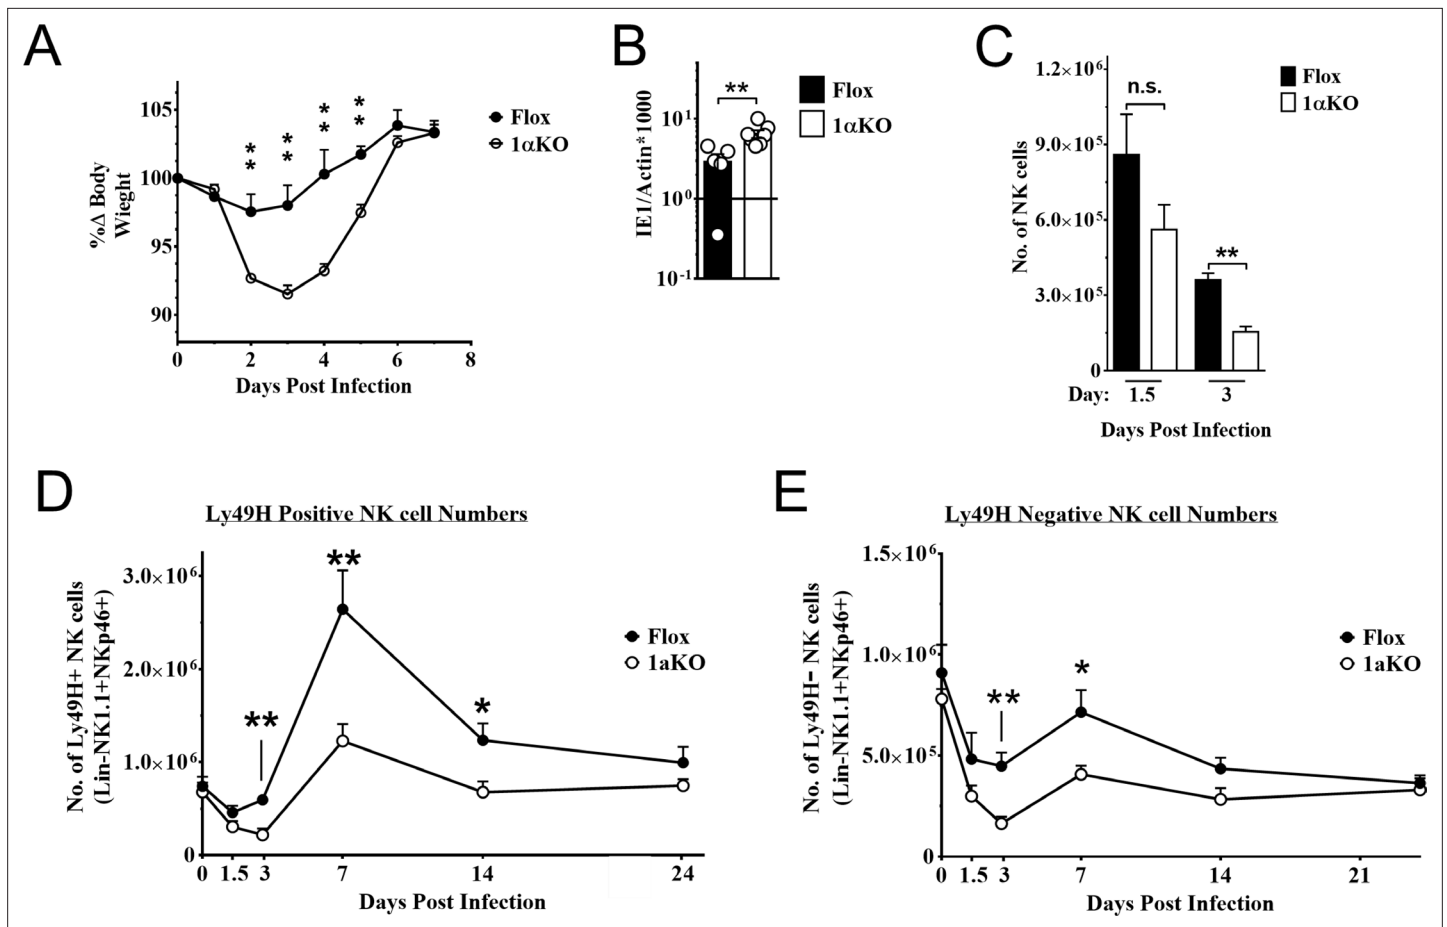 A
105
100
95
90
%Δ Body
Wieght
** ** ** **
Flox
1αKO
0 2 4 6 8
Days Post Infection
B
IE1/Actin*1000
10¹
10⁰
10⁻¹
**
Flox
1αKO
C
No. of NK cells
1.2×10⁶
9.0×10⁵
6.0×10⁵
3.0×10⁵
0
n.s.
**
Flox
1αKO
Day: 1.5 3
Days Post Infection
D
Ly49H Positive NK cell Numbers
No. of Ly49H+ NK cells
(Lin-NK1.1+NKp46+)
3.0×10⁶
2.0×10⁶
1.0×10⁶
0
** ** *
Flox
1aKO
0 1.5 3 7 14 24
Days Post Infection
E
Ly49H Negative NK cell Numbers
No. of Ly49H- NK cells
(Lin-NK1.1+NKp46+)
1.5×10⁶
1.0×10⁶
5.0×10⁵
0
** *
Flox
1aKO
0 1.5 3 7 14 21
Days Post Infection